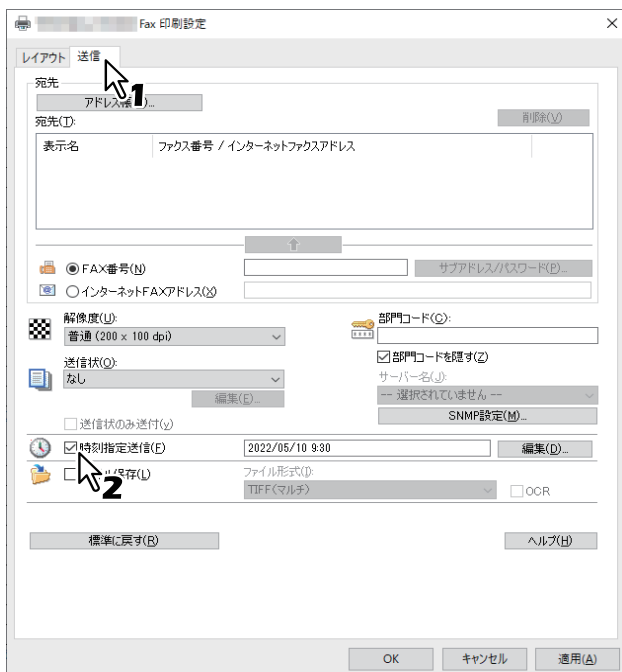 Fax 印刷設定
レイアウト 送信
1
宛先
アドレス帳(
)...
宛先(T):
削除(V)
表示名 ファクス番号 / インターネットファクスアドレス
FAX番号(N)
サブアドレス/パスワード(P)...
インターネットFAXアドレス(X)
解像度(U):
普通 (200 x 100 dpi)
部門コード(C):
部門コードを隠す(Z)
送信状(O):
なし
編集(E)...
送信状のみ送付(y)
サーバー名(J):
-- 選択されていません --
SNMP設定(M)...
時刻指定送信(F)
2022/05/10 9:30
編集(D)...
2
保存(L)
ファイル形式(I):
TIFF(マルチ)
OCR
標準に戻す(R)
ヘルプ(H)
OK キャンセル 適用(A)